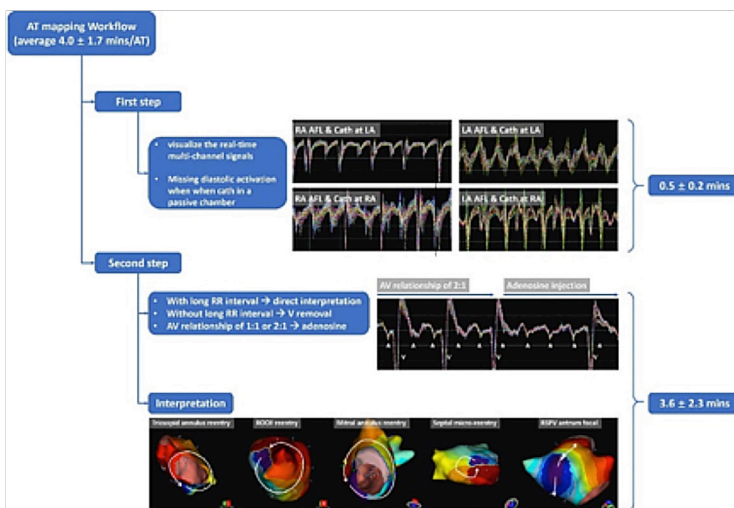 AT mapping Workflow
(average 4.0 ± 1.7 mins/AT)
First step
• visualize the real-time
multi-channel signals
• Missing diastolic activation
when when cath in a
passive chamber
RA AFL & Cath at LA
LA AFL & Cath at LA
RA AFL & Cath at RA
LA AFL & Cath at RA
0.5 ± 0.2 mins
Second step
• With long RR interval → direct interpretation
• Without long RR interval → V removal
• AV relationship of 1:1 or 2:1 → adenosine
AV relationship of 2:1
Adenosine injection
A A A A A A A
V V V V
Interpretation
3.6 ± 2.3 mins
Tricuspid annulus reentry
reentry
Mitral annulus reentry
Septal micro-reentry
RSPV antrum focal